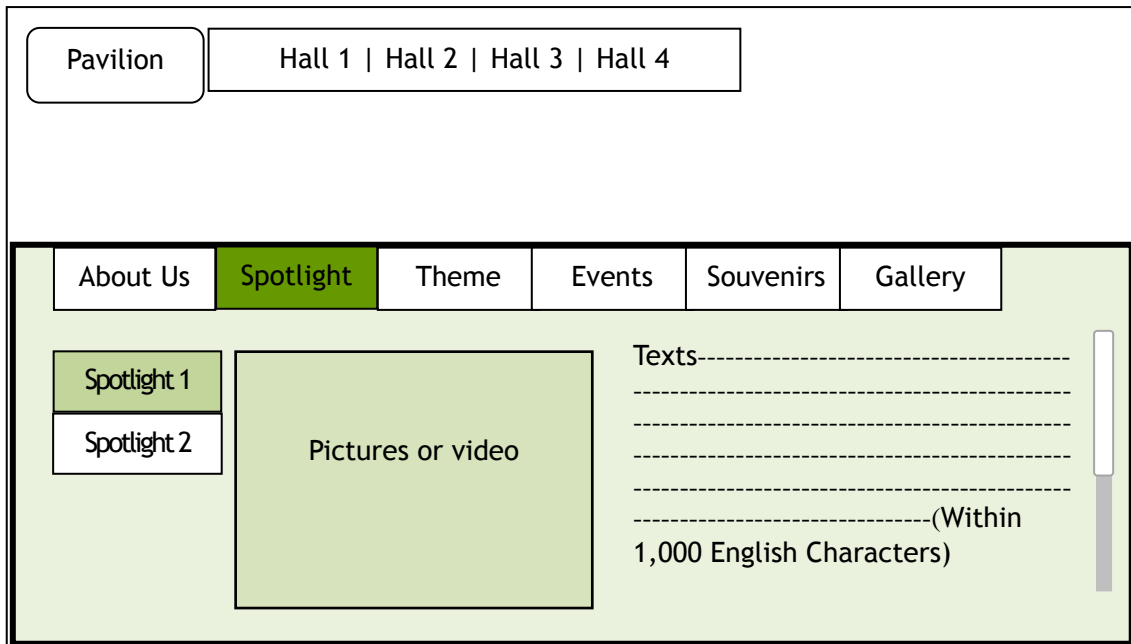 Pavilion
Hall 1 | Hall 2 | Hall 3 | Hall 4
About Us
Spotlight
Theme
Events
Souvenirs
Gallery
Spotlight 1
Spotlight 2
Pictures or video
Texts----------------------------------------
-----------------------------------------------
-----------------------------------------------
-----------------------------------------------
-----------------------------------------------
--------------------------------(Within
1,000 English Characters)